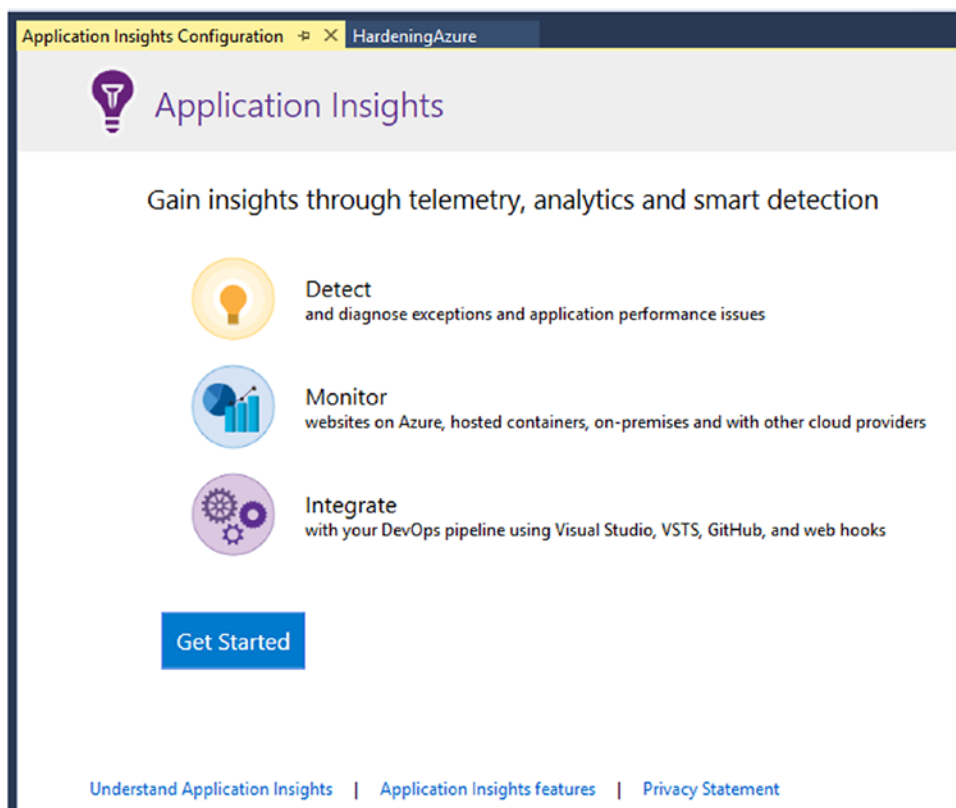 Application Insights Configuration
HardeningAzure
Application Insights
Gain insights through telemetry, analytics and smart detection
Detect
and diagnose exceptions and application performance issues
Monitor
websites on Azure, hosted containers, on-premises and with other cloud providers
Integrate
with your DevOps pipeline using Visual Studio, VSTS, GitHub, and web hooks
Get Started
Understand Application Insights | Application Insights features | Privacy Statement